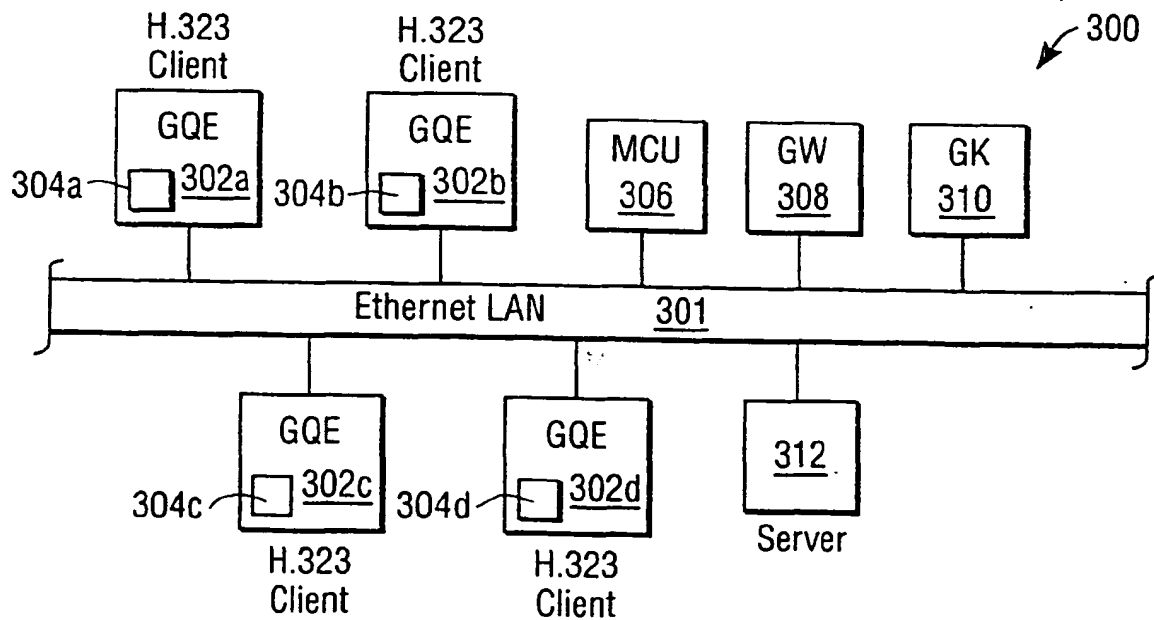 300
H.323
Client
H.323
Client
GQE
302a
304a
GQE
302b
304b
MCU
306
GW
308
GK
310
Ethernet LAN 301
GQE
302c
304c
H.323
Client
GQE
302d
304d
H.323
Client
312
Server